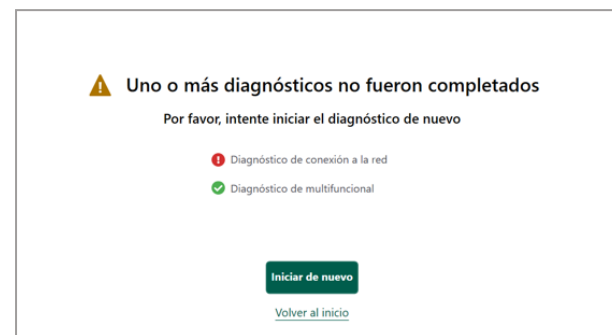 Uno o más diagnósticos no fueron completados
Por favor, intente iniciar el diagnóstico de nuevo
Diagnóstico de conexión a la red
Diagnóstico de multifuncional
Iniciar de nuevo
Volver al inicio